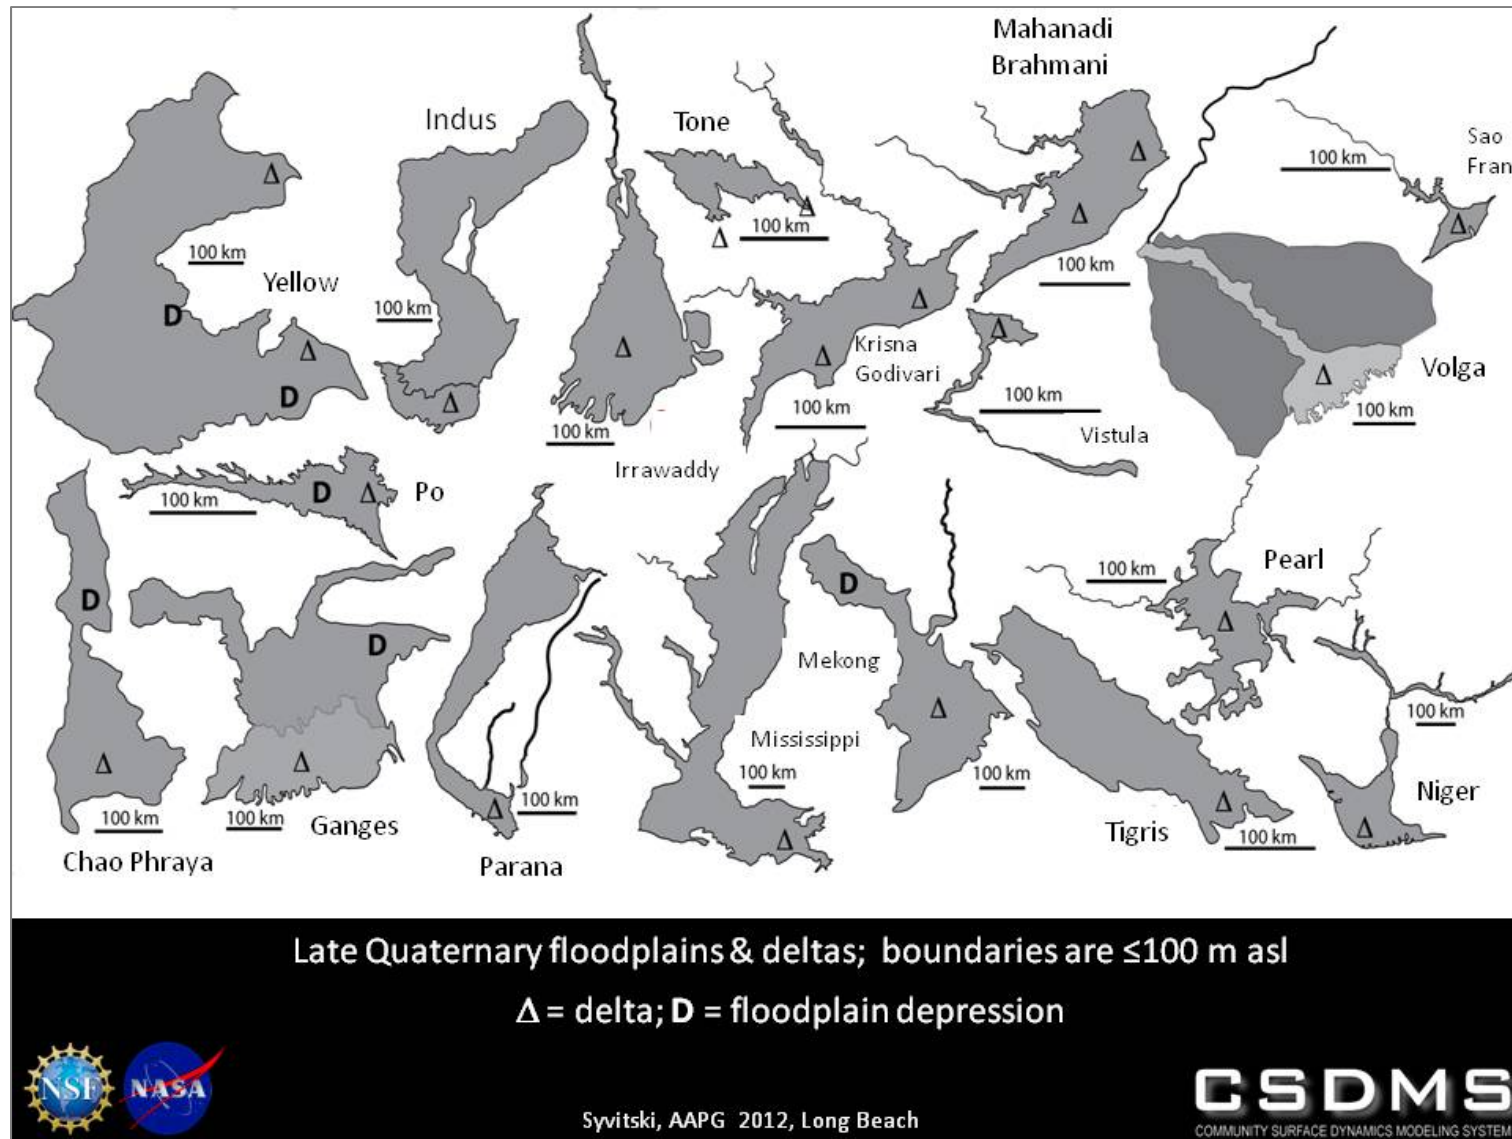 Mahanadi
Brahmani
Indus
Tone
Sao
Fran
100 km
Δ
Δ
Δ
Δ
Δ
100 km
Δ
100 km
Δ
Yellow
100 km
100 km
D
Δ
Δ
Δ
Δ
Krisna
Godivari
Δ
Δ
Volga
D
Δ
100 km
100 km
100 km
100 km
Vistula
Irrawaddy
D
Δ
Po
100 km
Pearl
100 km
D
D
Δ
D
Mekong
Δ
Mississippi
100 km
Δ
Δ
100 km
100 km
Niger
100 km
Δ
Δ
Δ
100 km
100 km
Ganges
Tigris
100 km
Δ
Chao Phraya
Parana
Late Quaternary floodplains & deltas; boundaries are ≤100 m asl
Δ = delta; D = floodplain depression
NSF
NASA
CSDMS
Syvitski, AAPG 2012, Long Beach
COMMUNITY SURFACE DYNAMICS MODELING SYSTEM